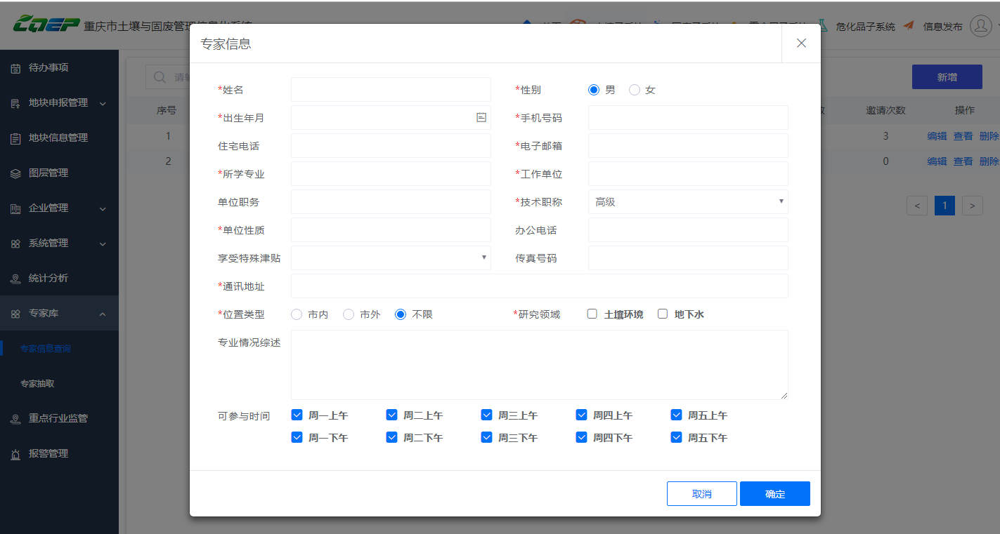 CQEP 重庆市土壤与固废管理信息化系统
危化品子系统 信息发布
待办事项
地块申报管理
地块信息管理
图层管理
企业管理
系统管理
统计分析
专家库
专家信息查询
专家抽取
重点行业监管
报警管理
新增
序号 邀请次数 操作
1 3 编辑 查看 删除
2 0 编辑 查看 删除
< 1 >
专家信息
*姓名 *性别 男 女
*出生年月 *手机号码
住宅电话 *电子邮箱
*所学专业 *工作单位
单位职务 *技术职称 高级
*单位性质 办公电话
享受特殊津贴 传真号码
*通讯地址
*位置类型 市内 市外 不限 *研究领域 土壤环境 地下水
专业情况综述
可参与时间 周一上午 周二上午 周三上午 周四上午 周五上午
周一下午 周二下午 周三下午 周四下午 周五下午
取消 确定